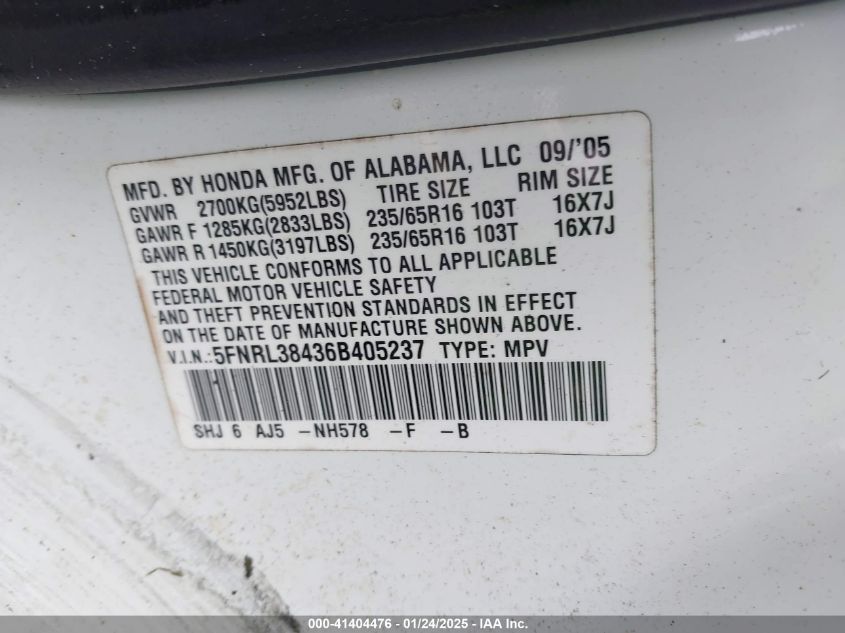 MFD. BY HONDA MFG. OF ALABAMA, LLC 09/'05
GVWR 2700KG(5952LBS) TIRE SIZE RIM SIZE
GAWR F 1285KG(2833LBS) 235/65R16 103T 16X7J
GAWR R 1450KG(3197LBS) 235/65R16 103T 16X7J
THIS VEHICLE CONFORMS TO ALL APPLICABLE
FEDERAL MOTOR VEHICLE SAFETY
AND THEFT PREVENTION STANDARDS IN EFFECT
ON THE DATE OF MANUFACTURE SHOWN ABOVE.
V.I.N.:5FNRL38436B405237 TYPE: MPV
SHJ 6 AJ5 -NH578 -F -B
000-41404476 - 01/24/2025 - IAA Inc.